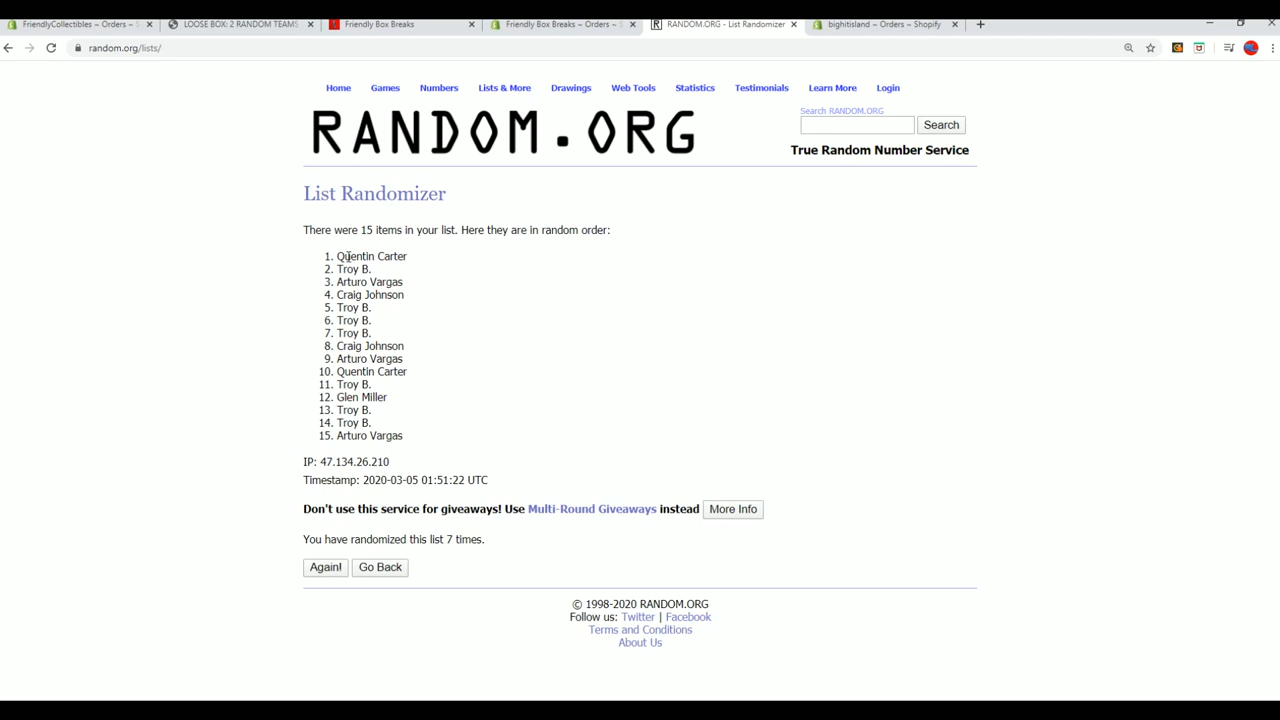 FriendlyCollectibles ~ Orders ~ S
LOOSE BOX: 2 RANDOM TEAMS
Friendly Box Breaks
Friendly Box Breaks ~ Orders ~ S
RANDOM.ORG - List Randomizer
bighitisland ~ Orders ~ Shopify
random.org/lists/
Home Games Numbers Lists & More Drawings Web Tools Statistics Testimonials Learn More Login
RANDOM.ORG
Search RANDOM.ORG
Search
True Random Number Service
List Randomizer
There were 15 items in your list. Here they are in random order:
1. Quentin Carter
2. Troy B.
3. Arturo Vargas
4. Craig Johnson
5. Troy B.
6. Troy B.
7. Troy B.
8. Craig Johnson
9. Arturo Vargas
10. Quentin Carter
11. Troy B.
12. Glen Miller
13. Troy B.
14. Troy B.
15. Arturo Vargas
IP: 47.134.26.210
Timestamp: 2020-03-05 01:51:22 UTC
Don't use this service for giveaways! Use Multi-Round Giveaways instead More Info
You have randomized this list 7 times.
Again! Go Back
© 1998-2020 RANDOM.ORG
Follow us: Twitter | Facebook
Terms and Conditions
About Us